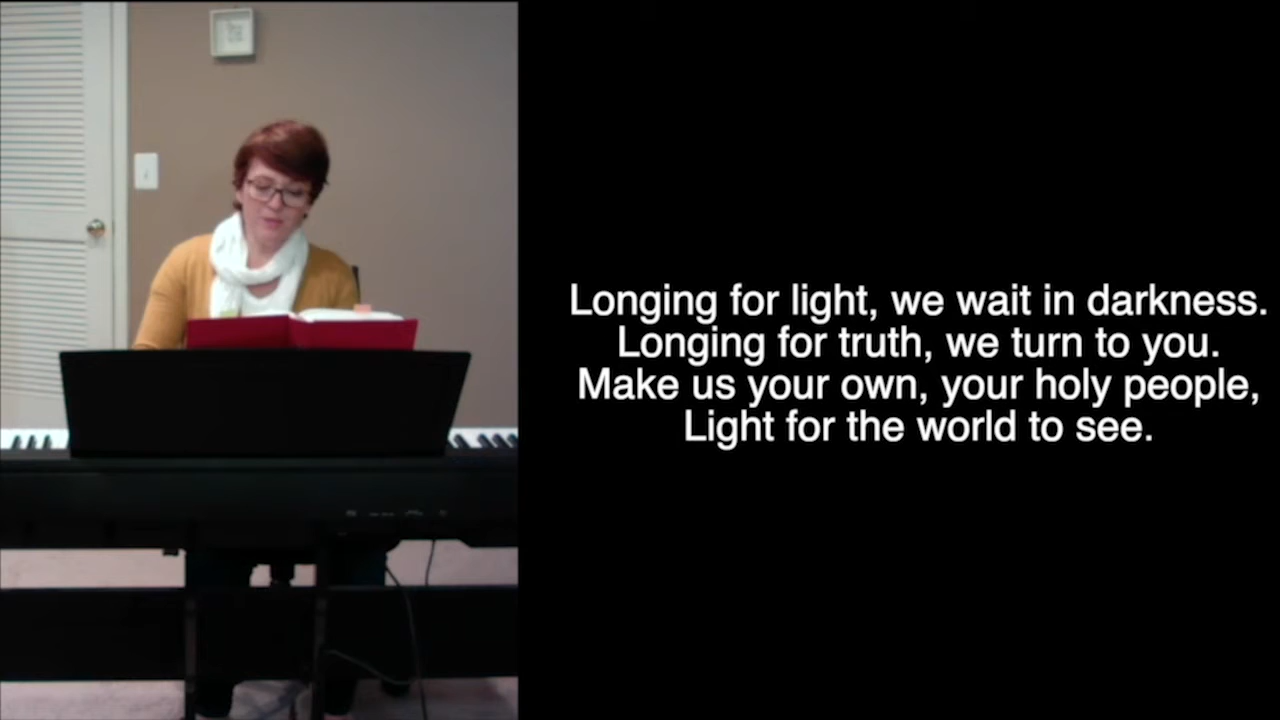 Longing for light, we wait in darkness.
Longing for truth, we turn to you.
Make us your own, your holy people,
Light for the world to see.